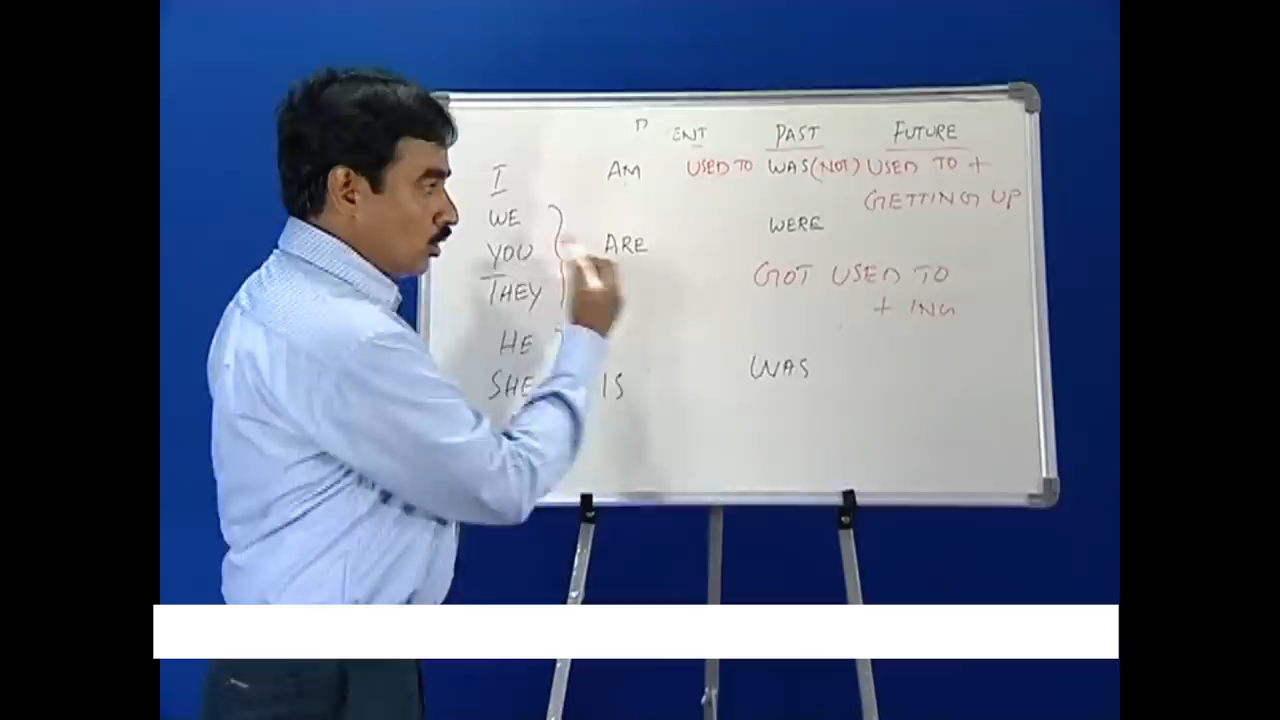 ENT PAST FUTURE
I AM USED TO WAS (NOT) USED TO +
GETTING UP
WE WERE
YOU ARE
THEY GOT USED TO
+ ING
HE WAS
SHE IS